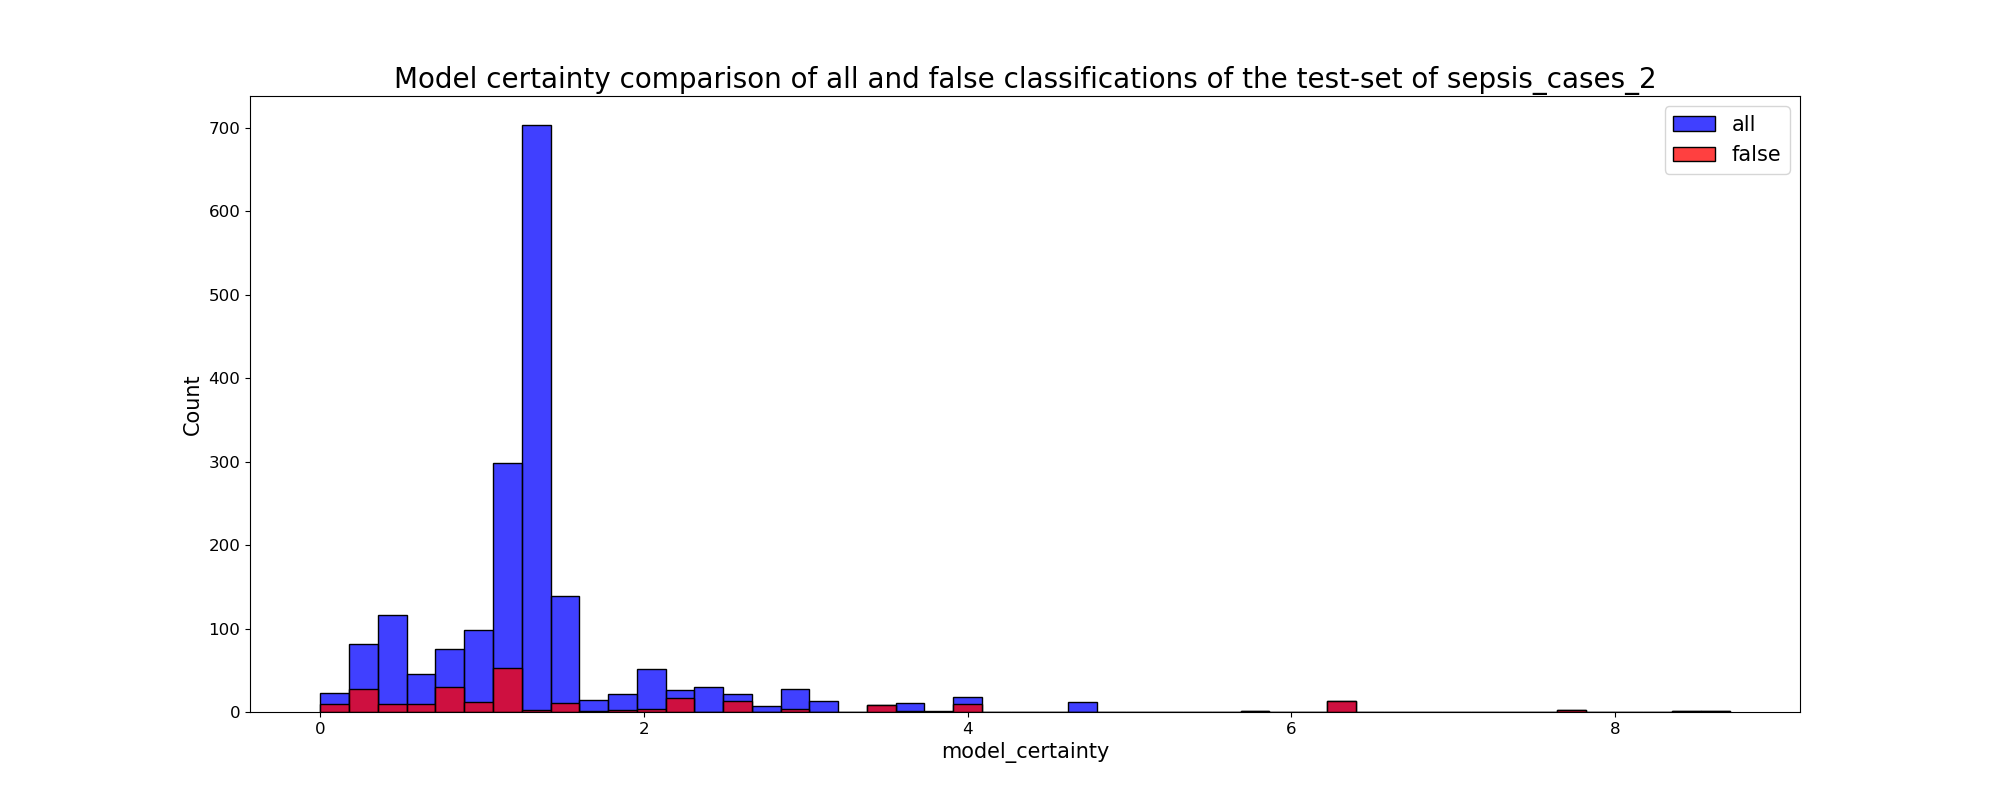 Model certainty comparison of all and false classifications of the test-set of sepsis_cases_2
all
false
Count
700
600
500
400
300
200
100
0
0 2 4 6 8
model_certainty